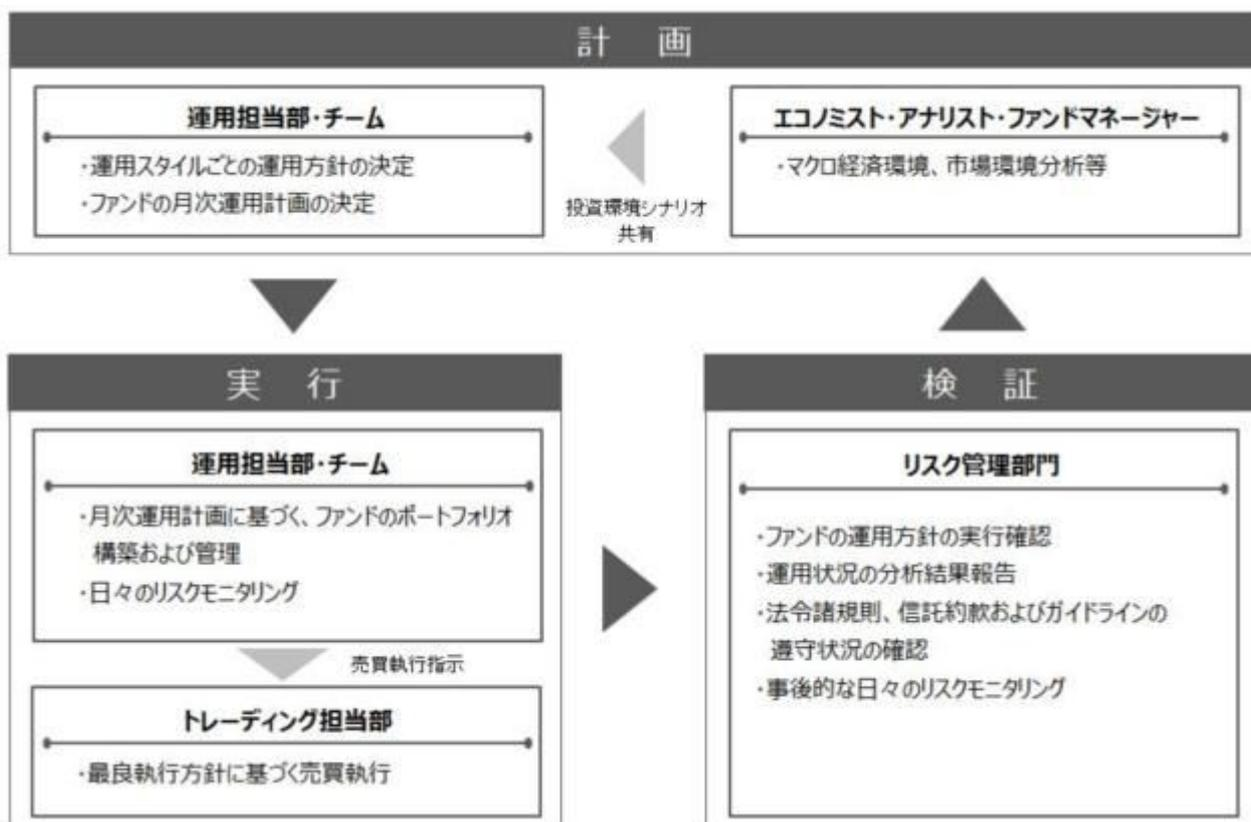 計 画
運用担当部・チーム
・運用スタイルごとの運用方針の決定
・ファンドの月次運用計画の決定
投資環境シナリオ
共有
エコノミスト・アナリスト・ファンドマネージャー
・マクロ経済環境、市場環境分析等
実 行
運用担当部・チーム
・月次運用計画に基づく、ファンドのポートフォリオ
構築および管理
・日々のリスクモニタリング
売買執行指示
トレーディング担当部
・最良執行方針に基づく売買執行
検 証
リスク管理部門
・ファンドの運用方針の実行確認
・運用状況の分析結果報告
・法令諸規則、信託約款およびガイドラインの
遵守状況の確認
・事後的な日々のリスクモニタリング